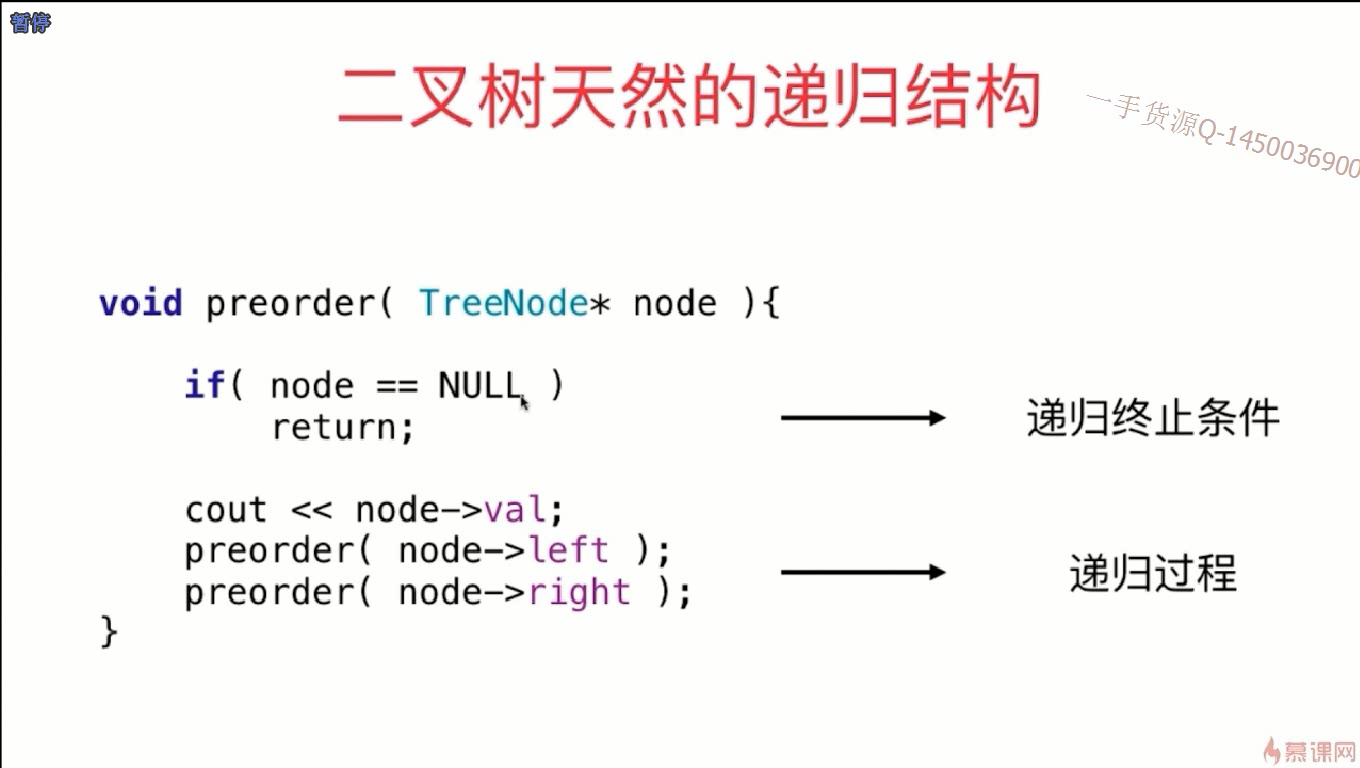 暂停
二叉树天然的递归结构
一手货源Q-1450036900
void preorder( TreeNode* node ){
if( node == NULL )
return;
递归终止条件
cout << node->val;
preorder( node->left );
preorder( node->right );
递归过程
}
慕课网